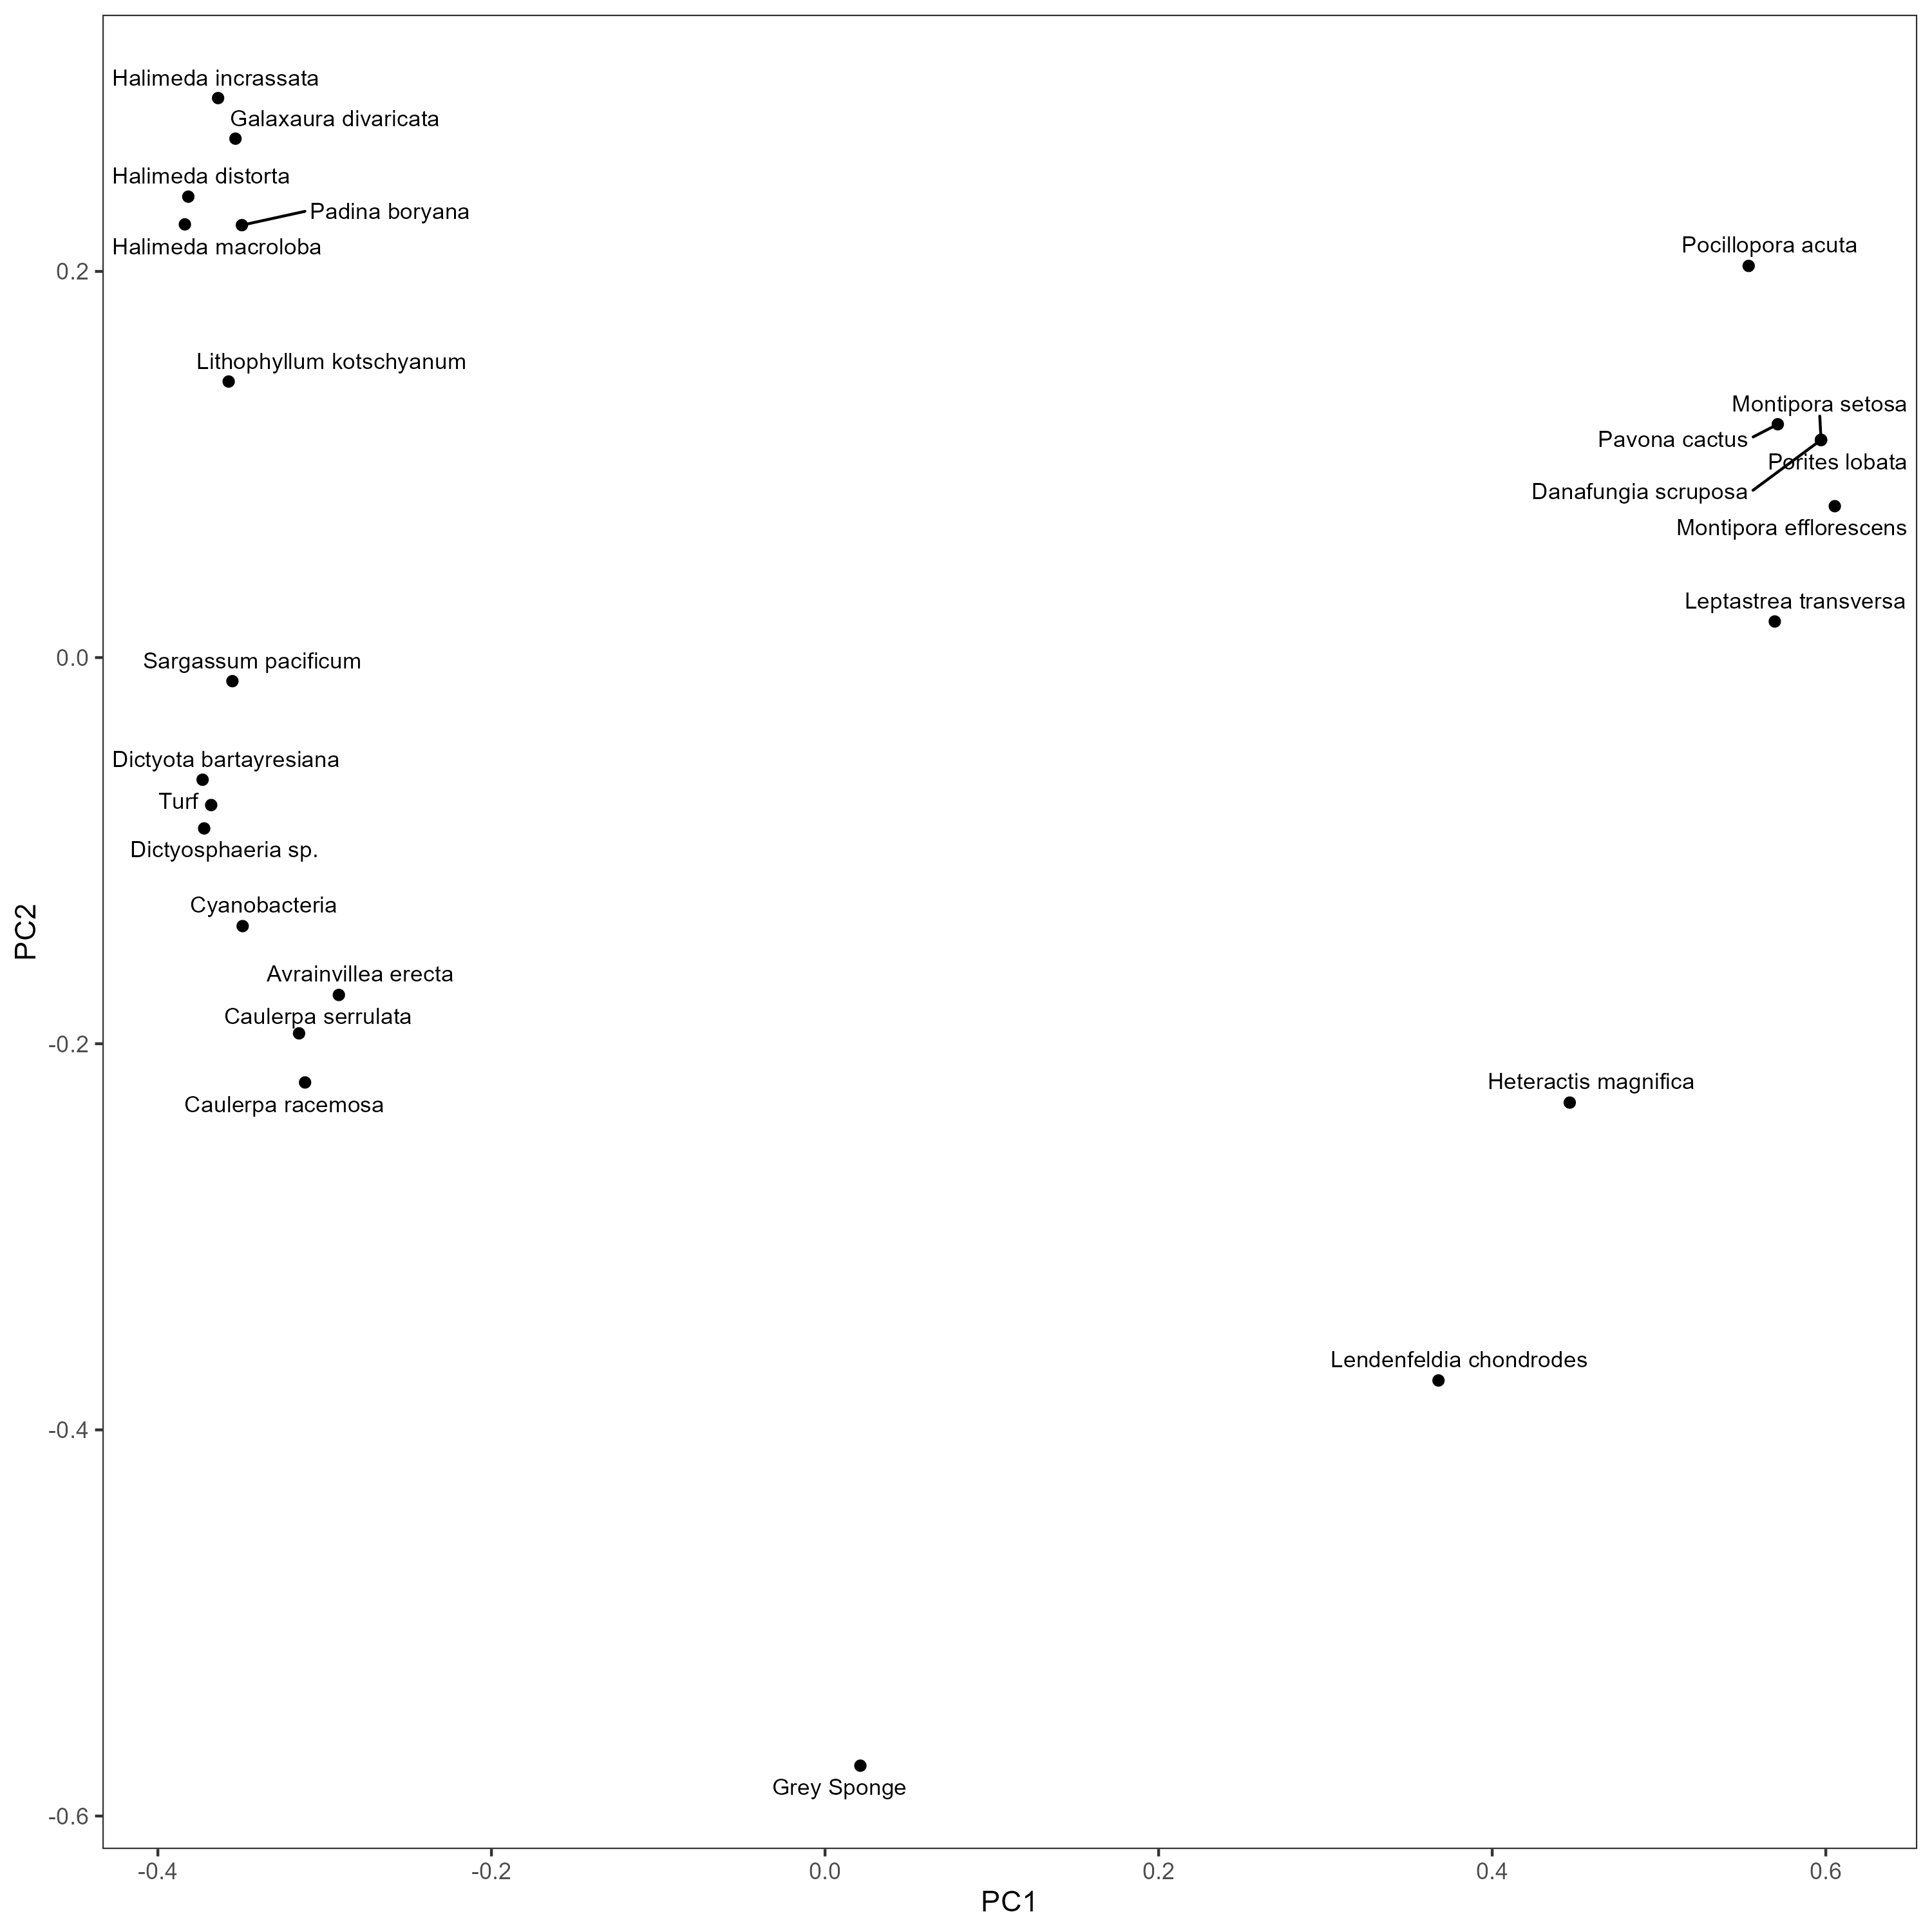 Halimeda incrassata
Galaxaura divaricata
Halimeda distorta
Padina boryana
Halimeda macroloba
Pocillopora acuta
0.2
Lithophyllum kotschyanum
Montipora setosa
Pavona cactus
Porites lobata
Danafungia scruposa
Montipora efflorescens
Leptastrea transversa
0.0
Sargassum pacificum
Dictyota bartayresiana
Turf
Dictyosphaeria sp.
Cyanobacteria
PC2
Avrainvillea erecta
Caulerpa serrulata
-0.2
Heteractis magnifica
Caulerpa racemosa
Lendenfeldia chondrodes
-0.4
Grey Sponge
-0.6
-0.4 -0.2 0.0 0.2 0.4 0.6
PC1